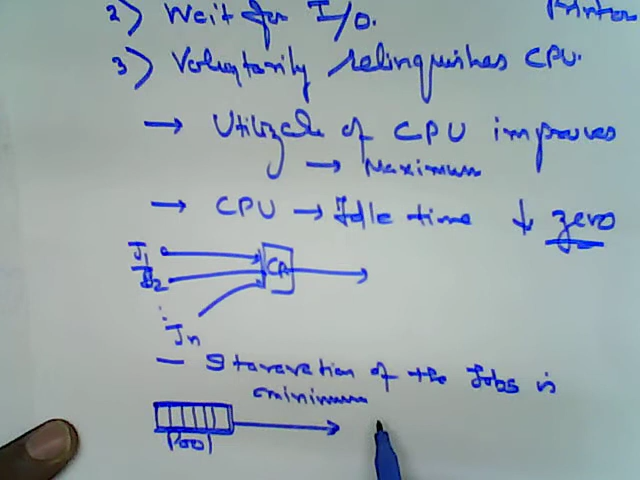 2) Wait for I/O. Printer
3) Voluntarily relinquishes CPU.
→ Utilizate of CPU improves
→ Maximum
→ CPU → Idle time ↓ zero
J1
J2 CPU
:
Jn
— Starvation of the Jobs is
minimum
Pool